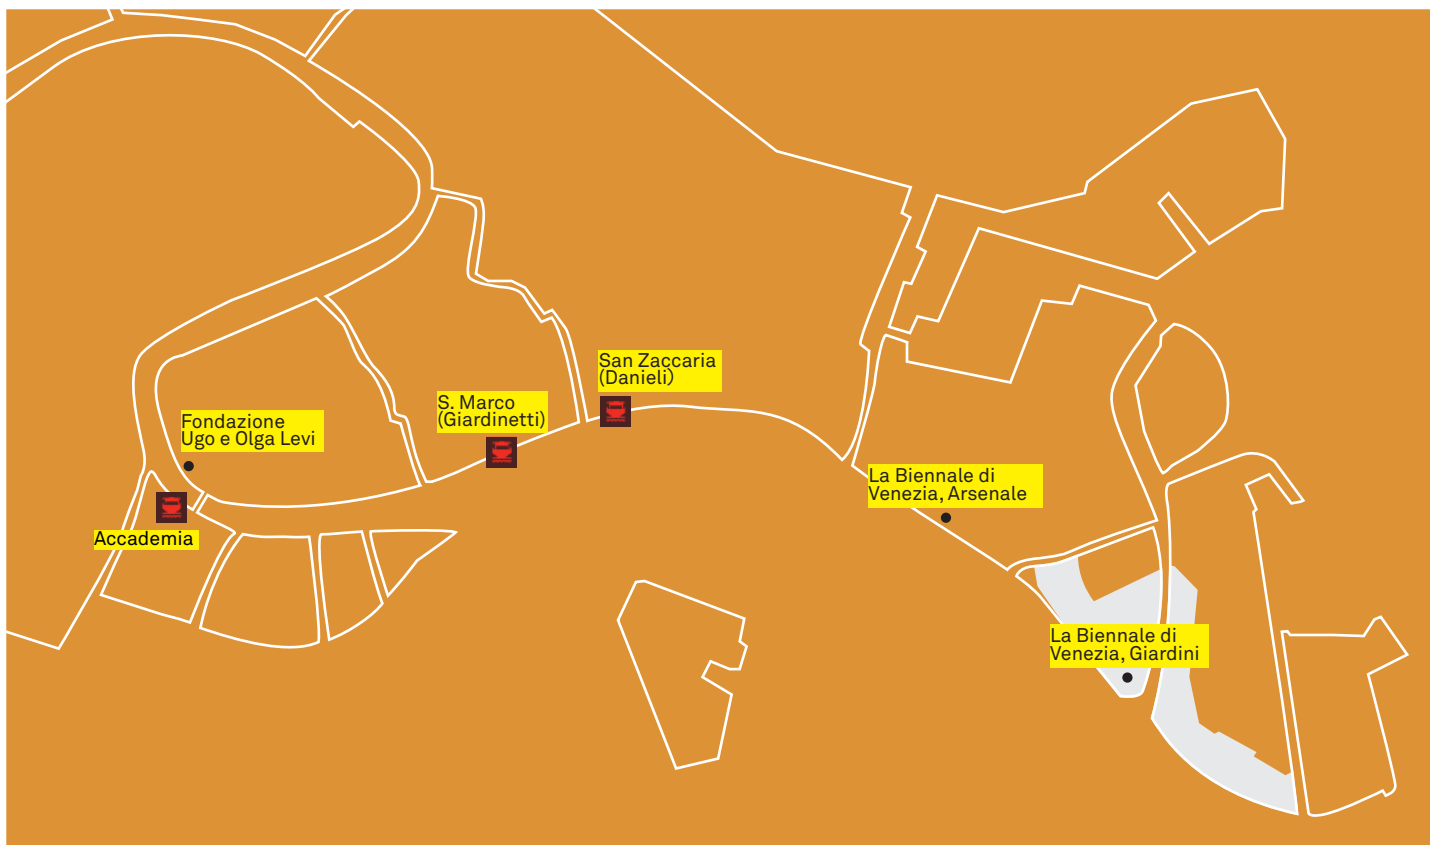 San Zaccaria
(Danieli)
S. Marco
(Giardinetti)
Fondazione
Ugo e Olga Levi
La Biennale di
Venezia, Arsenale
Accademia
La Biennale di
Venezia, Giardini